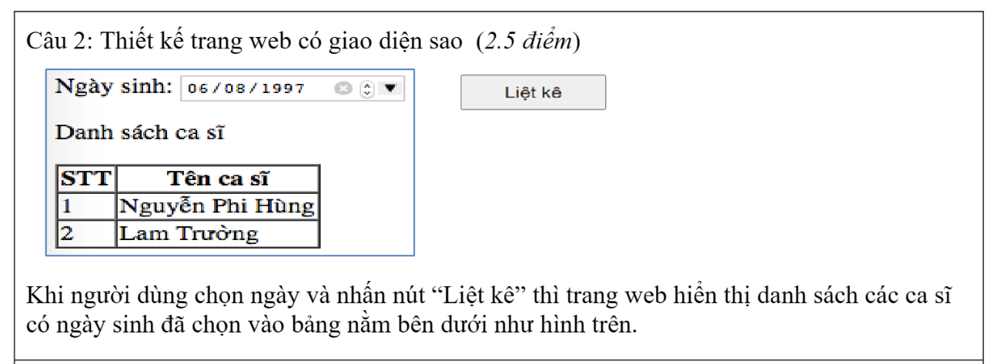 Câu 2: Thiết kế trang web có giao diện sao (2.5 điểm)
Ngày sinh: 06/08/1997 Liệt kê
Danh sách ca sĩ
STT Tên ca sĩ
1 Nguyễn Phi Hùng
2 Lam Trường
Khi người dùng chọn ngày và nhấn nút “Liệt kê” thì trang web hiển thị danh sách các ca sĩ
có ngày sinh đã chọn vào bảng nằm bên dưới như hình trên.